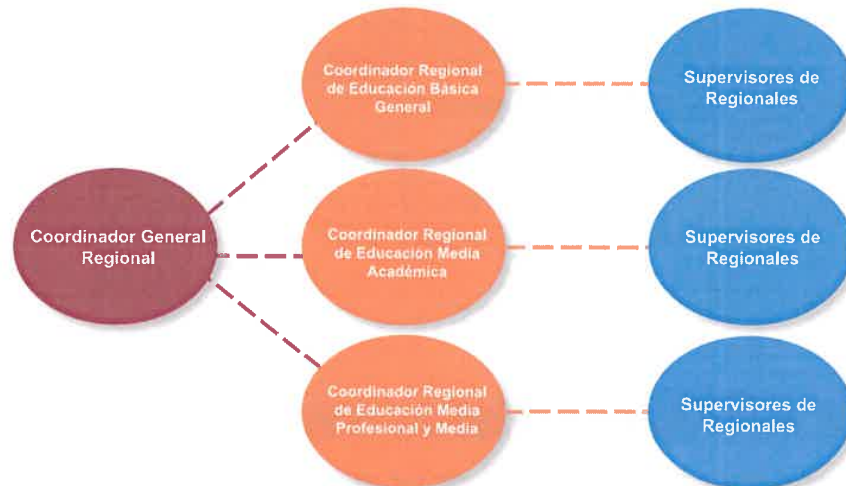 Coordinador General
Regional
Coordinador Regional
de Educación Básica
General
Supervisores de
Regionales
Coordinador Regional
de Educación Media
Académica
Supervisores de
Regionales
Coordinador Regional
de Educación Media
Profesional y Media
Supervisores de
Regionales